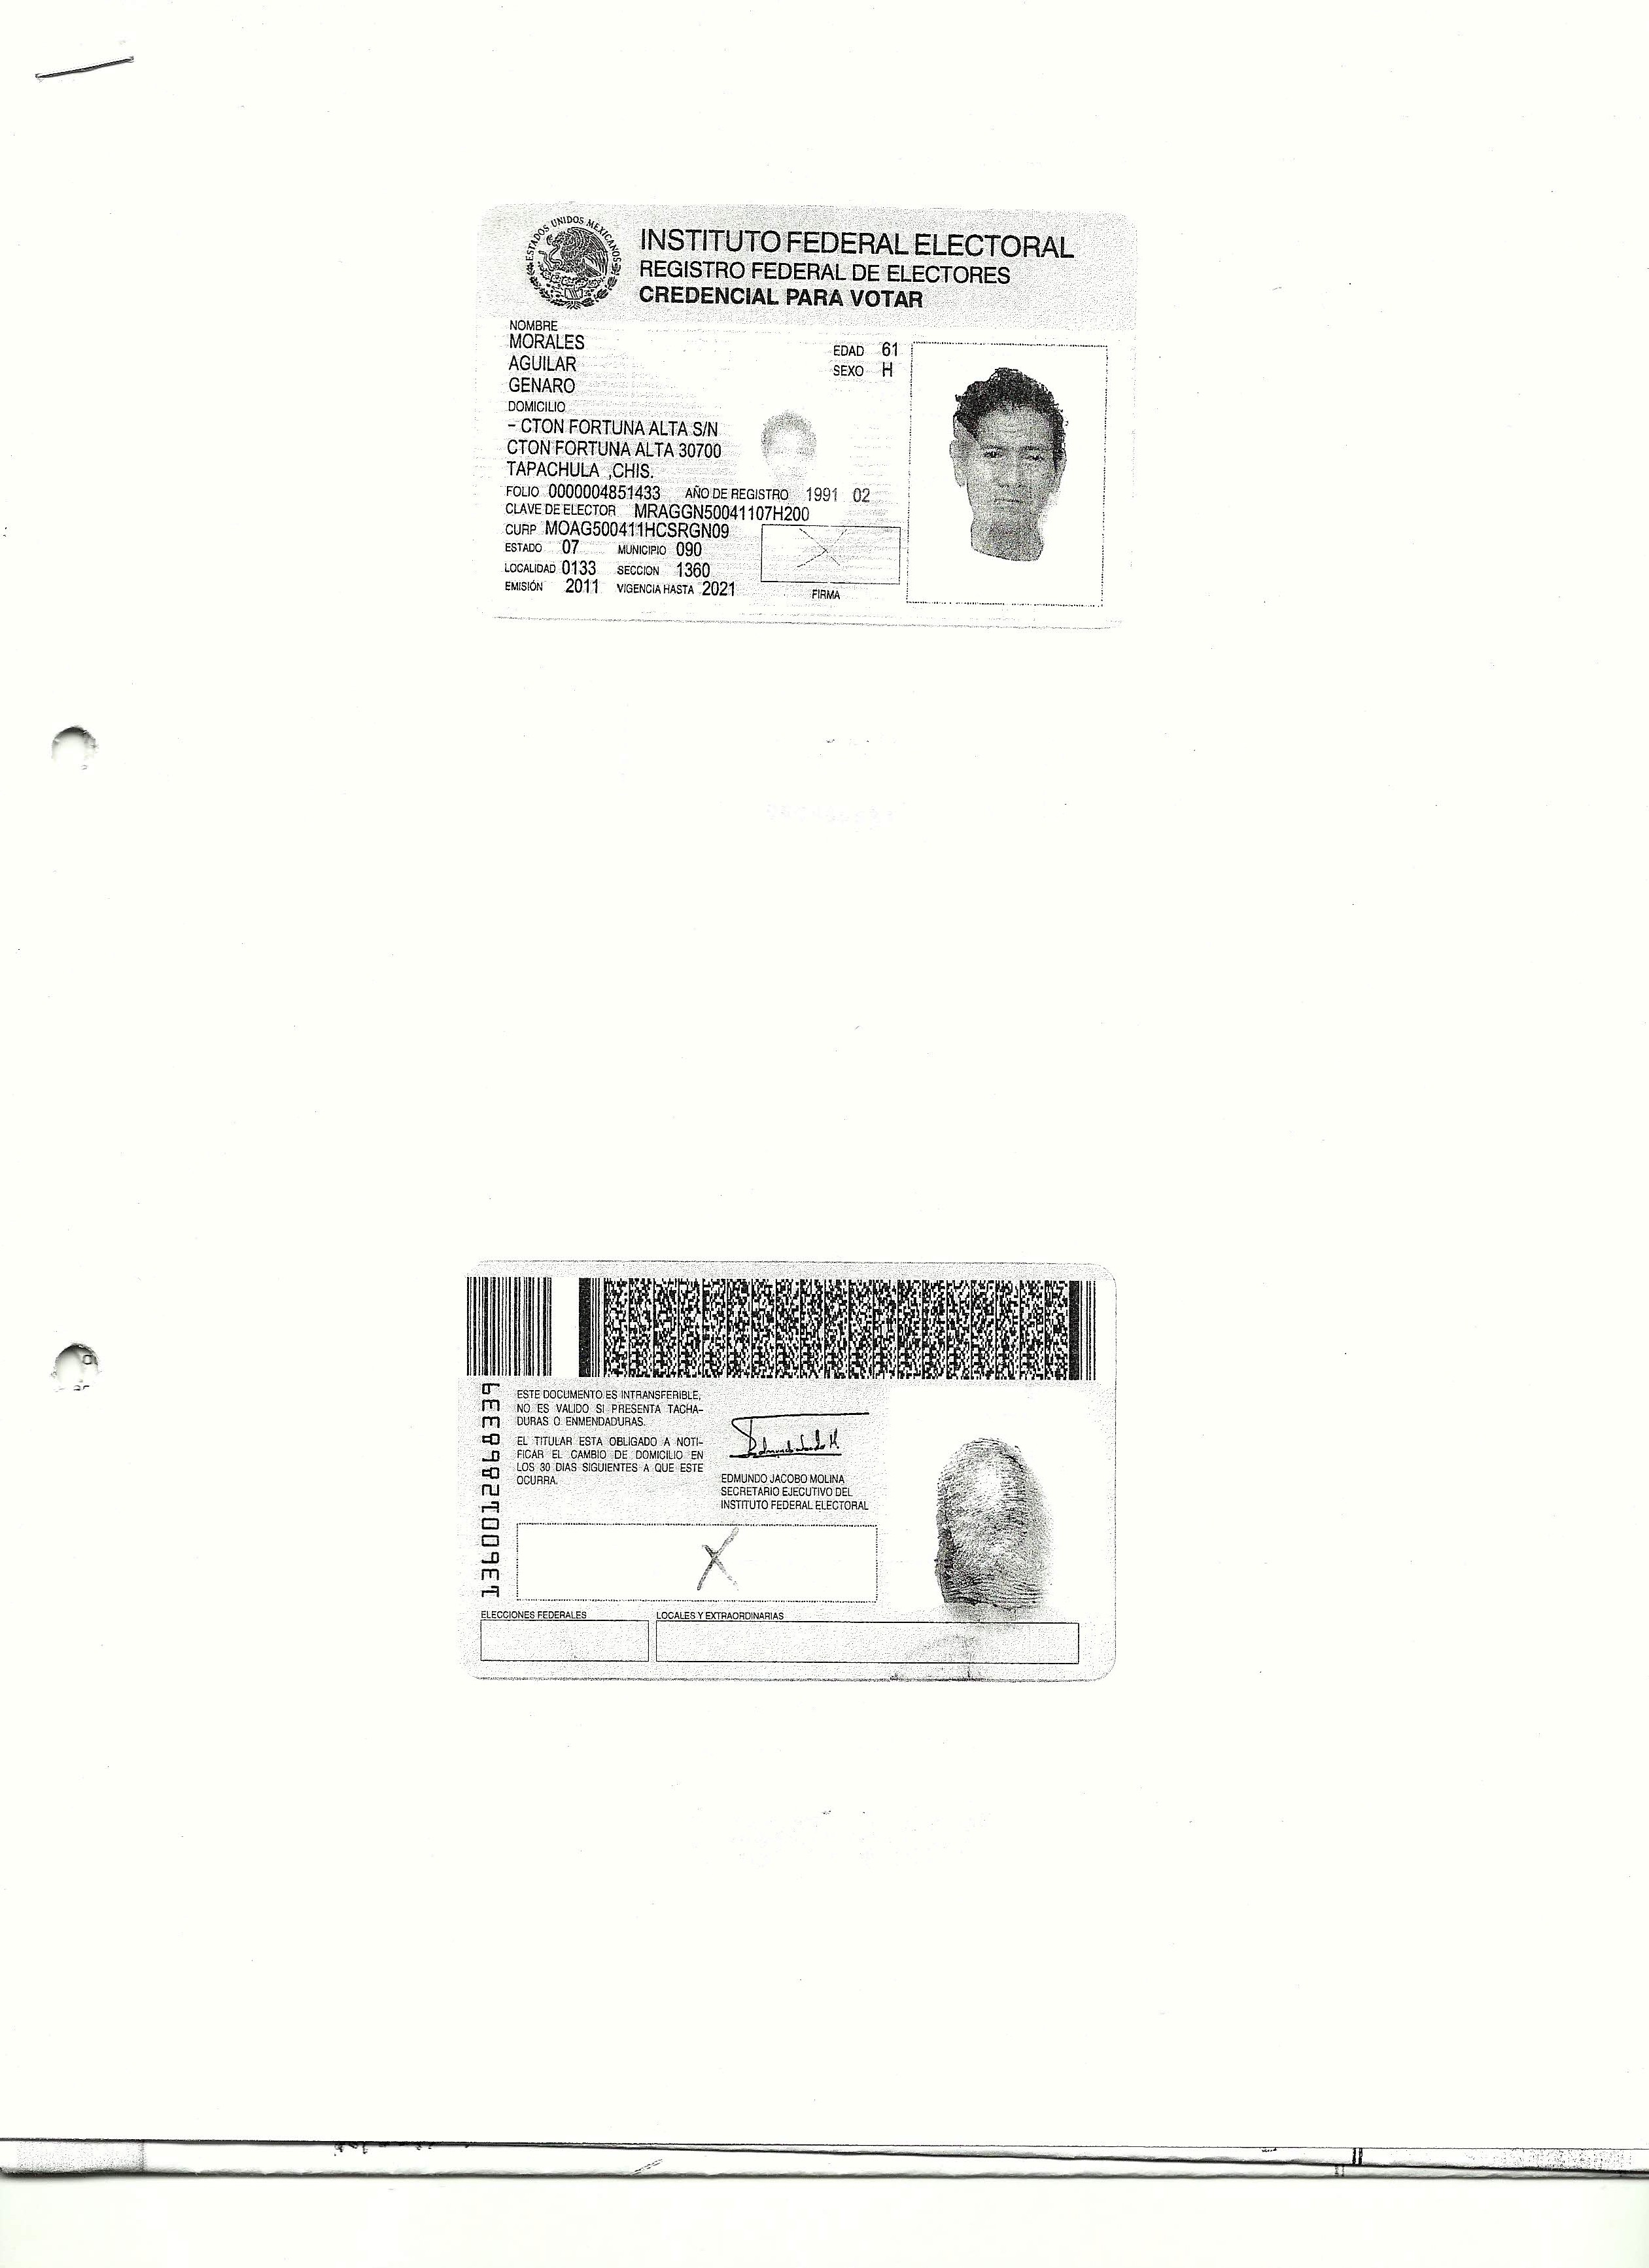 ESTADOS UNIDOS MEXICANOS
INSTITUTO FEDERAL ELECTORAL
REGISTRO FEDERAL DE ELECTORES
CREDENCIAL PARA VOTAR
NOMBRE
MORALES
AGUILAR
GENARO
EDAD 61
SEXO H
DOMICILIO
- CTON FORTUNA ALTA S/N
CTON FORTUNA ALTA 30700
TAPACHULA ,CHIS.
FOLIO 0000004851433 AÑO DE REGISTRO 1991 02
CLAVE DE ELECTOR MRAGGN50041107H200
CURP MOAG500411HCSRGN09
ESTADO 07 MUNICIPIO 090
LOCALIDAD 0133 SECCION 1360
EMISIÓN 2011 VIGENCIA HASTA 2021
FIRMA
ESTE DOCUMENTO ES INTRANSFERIBLE,
NO ES VALIDO SI PRESENTA TACHA-
DURAS O ENMENDADURAS.
EL TITULAR ESTA OBLIGADO A NOTI-
FICAR EL CAMBIO DE DOMICILIO EN
LOS 30 DIAS SIGUIENTES A QUE ESTE
OCURRA.
EDMUNDO JACOBO MOLINA
SECRETARIO EJECUTIVO DEL
INSTITUTO FEDERAL ELECTORAL
X
ELECCIONES FEDERALES
LOCALES Y EXTRAORDINARIAS